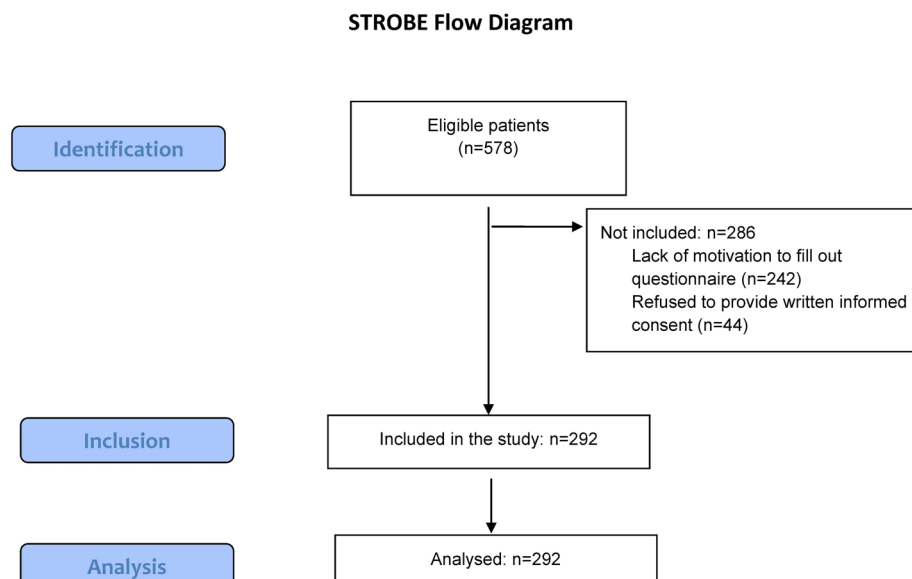 STROBE Flow Diagram
Identification
Eligible patients
(n=578)
Not included: n=286
Lack of motivation to fill out
questionnaire (n=242)
Refused to provide written informed
consent (n=44)
Inclusion
Included in the study: n=292
Analysis
Analysed: n=292